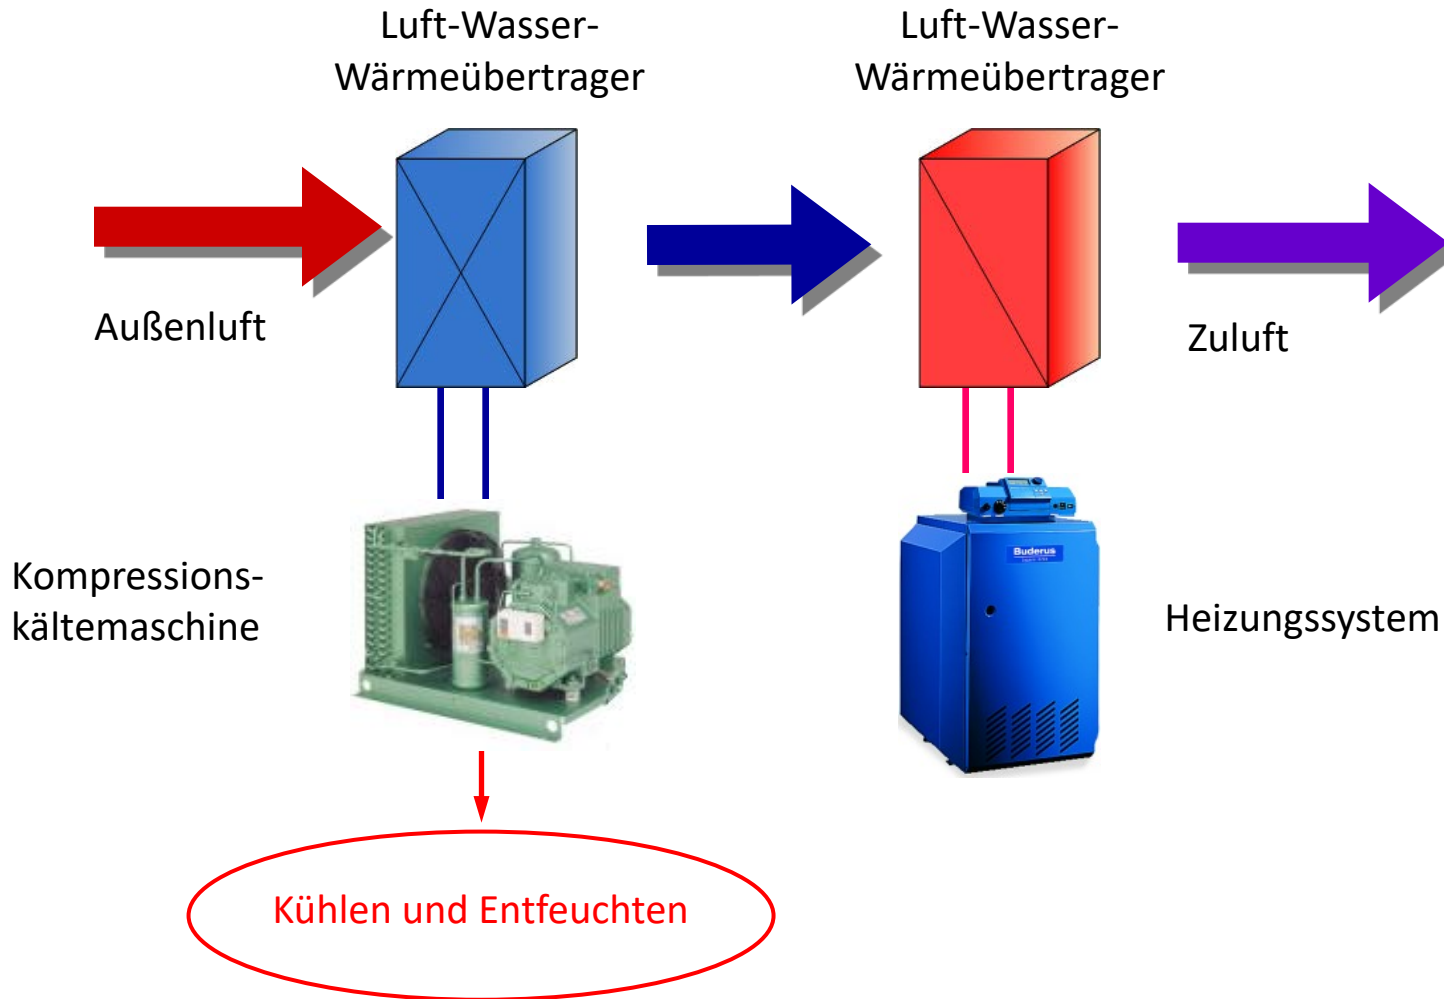 Luft-Wasser-
Wärmeübertrager
Luft-Wasser-
Wärmeübertrager
Außenluft
Zuluft
Buderus
Kompressions-
kältemaschine
Heizungssystem
Kühlen und Entfeuchten